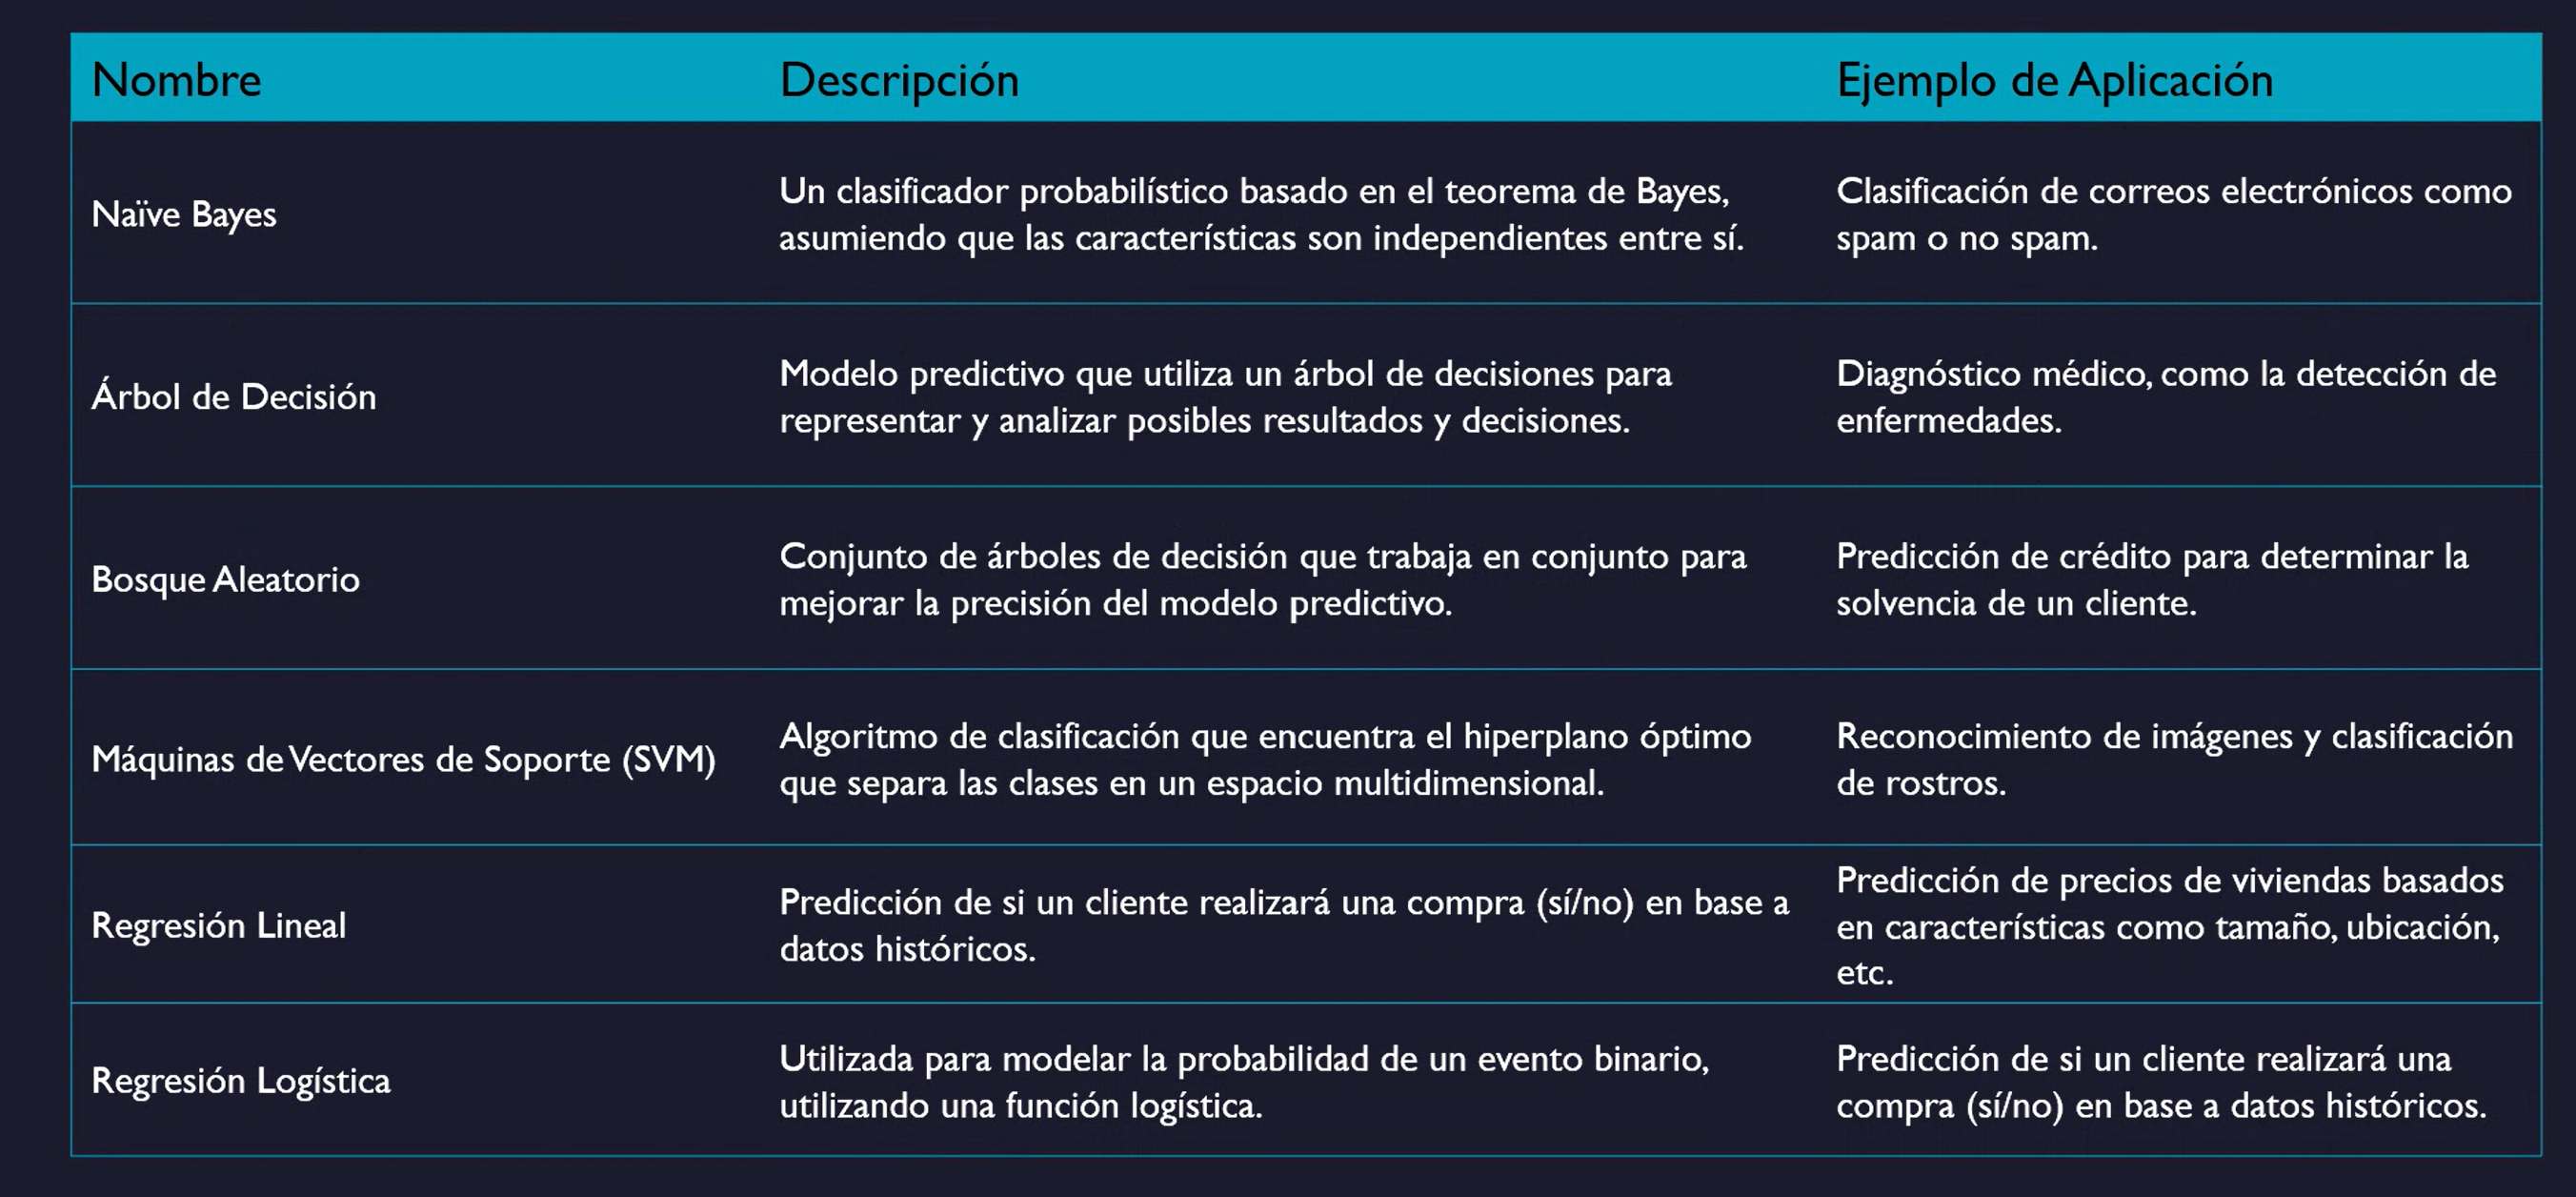 Nombre
Descripción
Ejemplo de Aplicación
Naïve Bayes
Un clasificador probabilístico basado en el teorema de Bayes,
asumiendo que las características son independientes entre sí.
Clasificación de correos electrónicos como
spam o no spam.
Árbol de Decisión
Modelo predictivo que utiliza un árbol de decisiones para
representar y analizar posibles resultados y decisiones.
Diagnóstico médico, como la detección de
enfermedades.
Bosque Aleatorio
Conjunto de árboles de decisión que trabaja en conjunto para
mejorar la precisión del modelo predictivo.
Predicción de crédito para determinar la
solvencia de un cliente.
Máquinas de Vectores de Soporte (SVM)
Algoritmo de clasificación que encuentra el hiperplano óptimo
que separa las clases en un espacio multidimensional.
Reconocimiento de imágenes y clasificación
de rostros.
Regresión Lineal
Predicción de si un cliente realizará una compra (sí/no) en base a
datos históricos.
Predicción de precios de viviendas basados
en características como tamaño, ubicación,
etc.
Regresión Logística
Utilizada para modelar la probabilidad de un evento binario,
utilizando una función logística.
Predicción de si un cliente realizará una
compra (sí/no) en base a datos históricos.